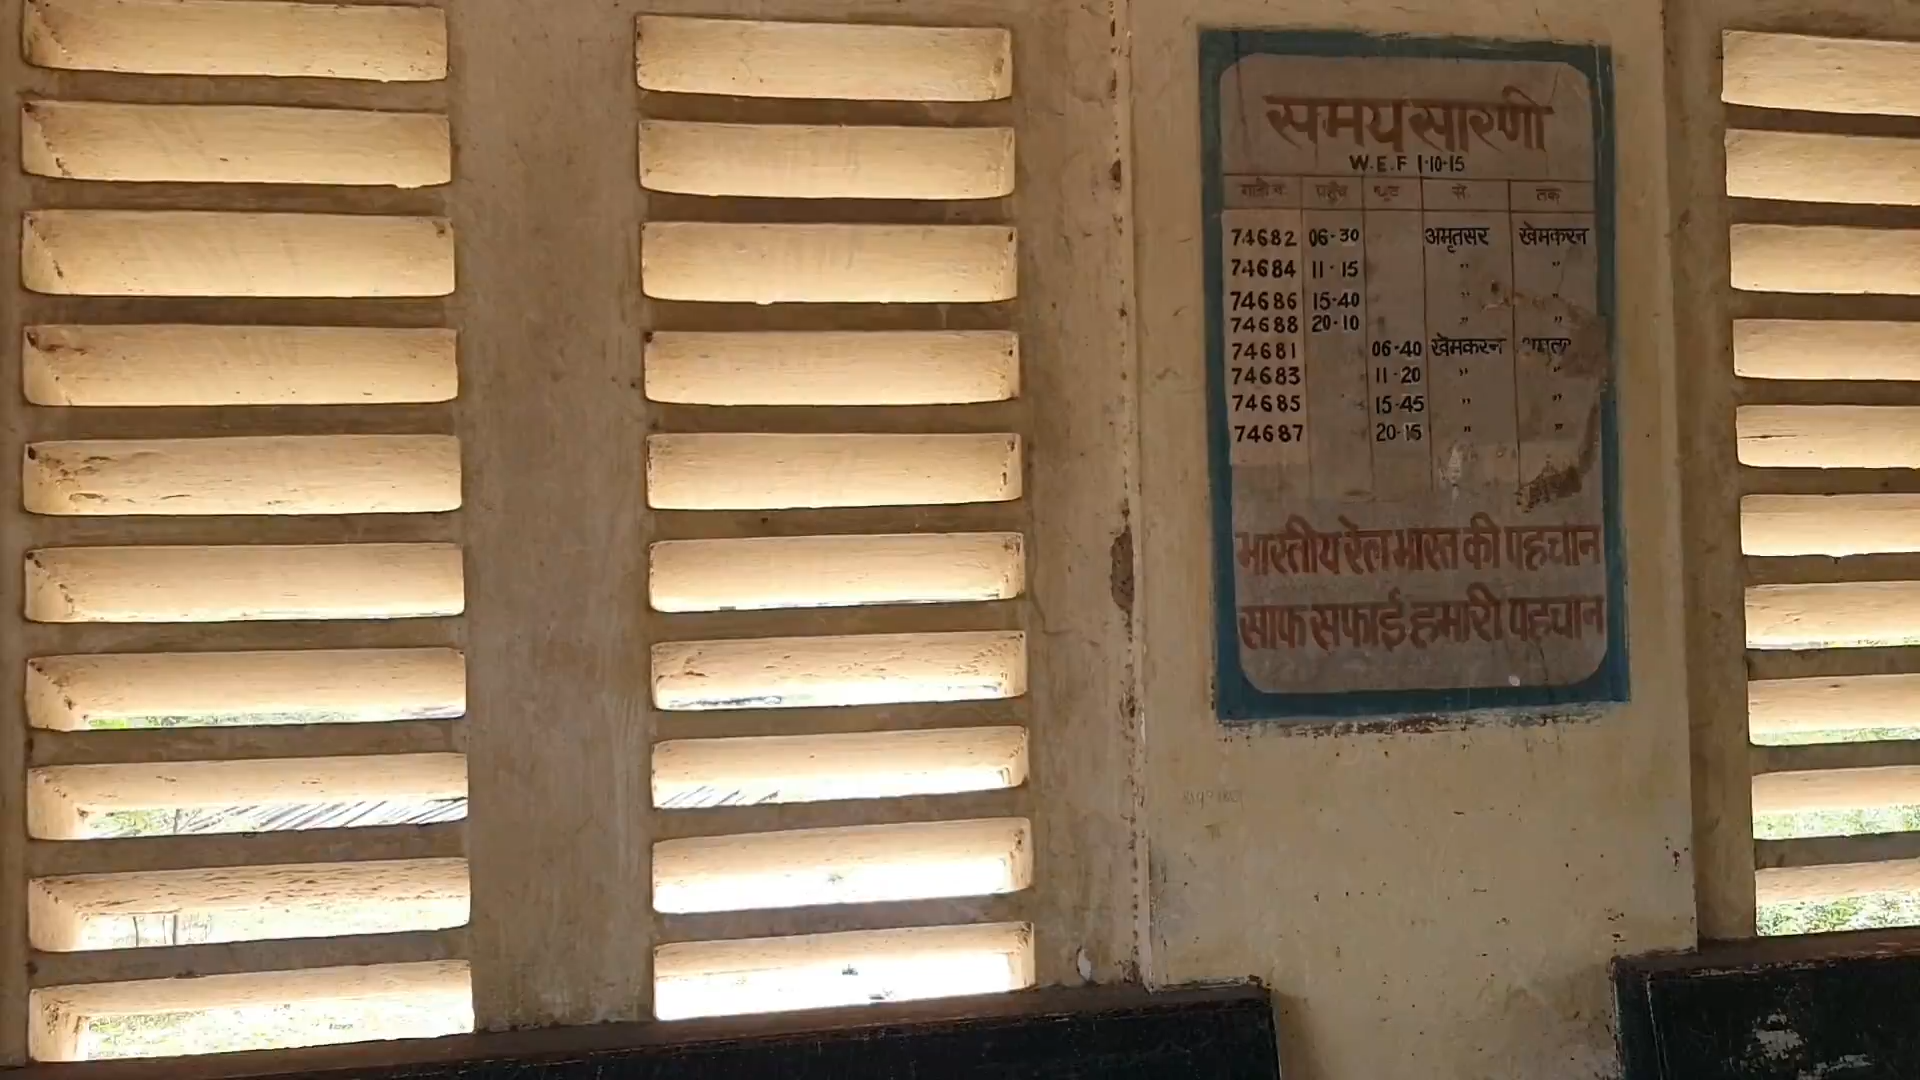 समय सारणी
W.E.F 1-10-15
गाड़ी नं पहुँच छूट से तक
74682 06-30 अमृतसर खेमकरन
74684 11-15 " "
74686 15-40 " "
74688 20-10 " "
74681 06-40 खेमकरन
74683 11-20 " "
74685 15-45 " "
74687 20-15 " "
भारतीय रेल भारत की पहचान
साफ सफाई हमारी पहचान